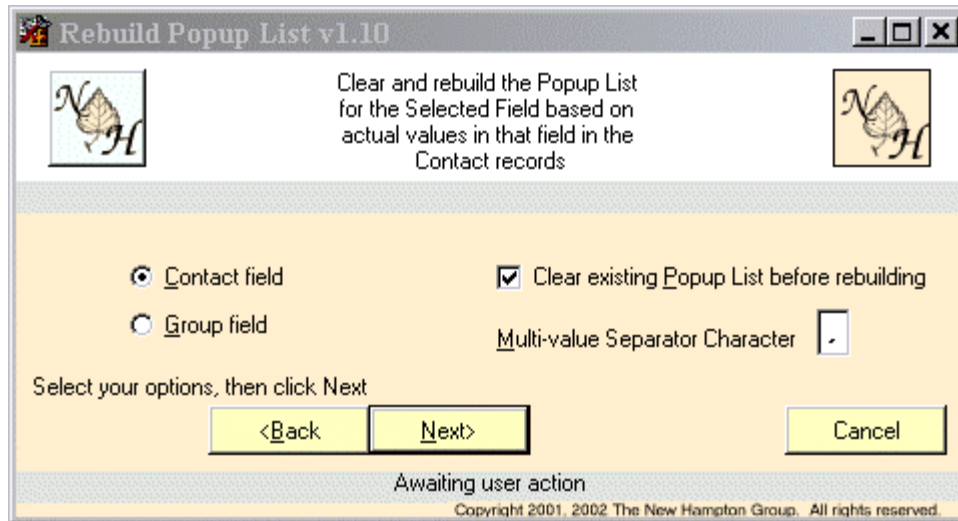 Rebuild Popup List v1.10
N H
Clear and rebuild the Popup List
for the Selected Field based on
actual values in that field in the
Contact records
N H
Contact field
Clear existing Popup List before rebuilding
Group field
Multi-value Separator Character ,
Select your options, then click Next
<Back Next> Cancel
Awaiting user action
Copyright 2001, 2002 The New Hampton Group. All rights reserved.